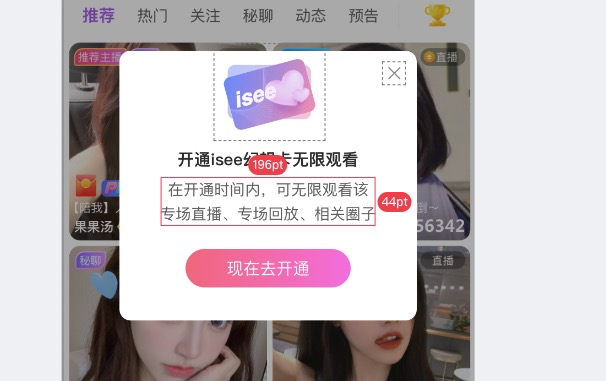 推荐 热门 关注 秘聊 动态 预告
推荐主播
直播
isee
开通isee幻想卡无限观看
196pt
在开通时间内，可无限观看该
专场直播、专场回放、相关圈子
44pt
【陪我】
果果汤
56342
现在去开通
秘聊
直播